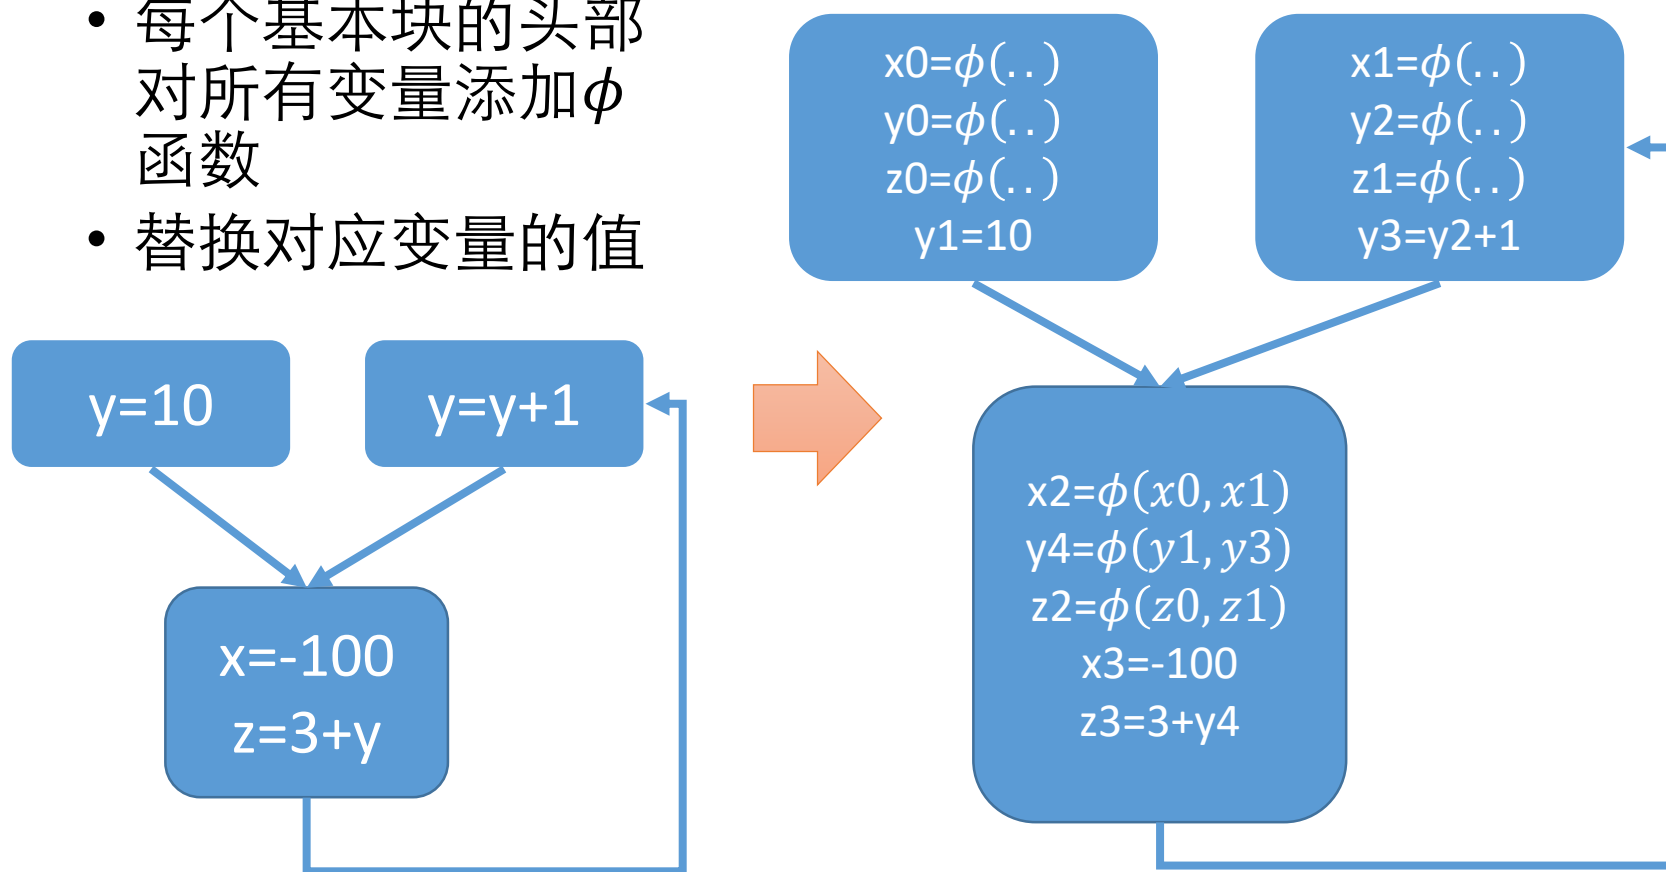 • 每个基本块的头部
对所有变量添加ϕ
函数
• 替换对应变量的值
y=10
y=y+1
x=-100
z=3+y
x0=ϕ(..)
y0=ϕ(..)
z0=ϕ(..)
y1=10
x1=ϕ(..)
y2=ϕ(..)
z1=ϕ(..)
y3=y2+1
x2=ϕ(x0,x1)
y4=ϕ(y1,y3)
z2=ϕ(z0,z1)
x3=-100
z3=3+y4